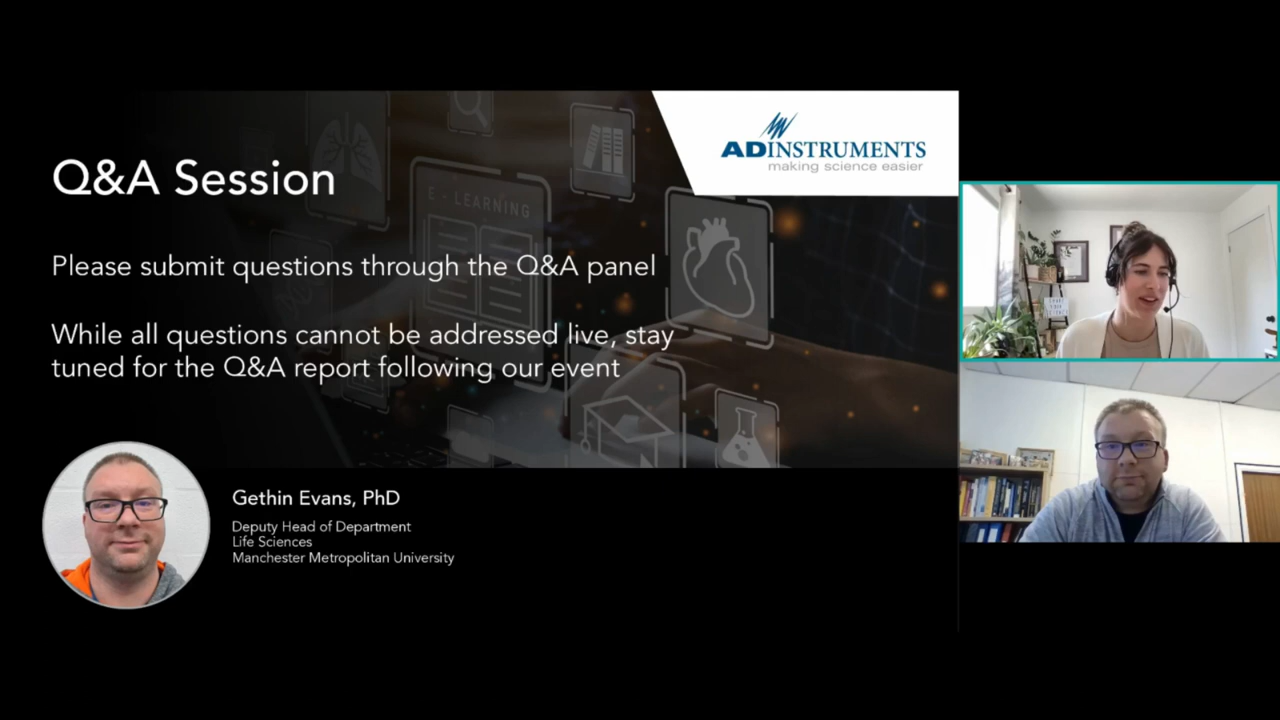 Q&A Session
ADINSTRUMENTS
making science easier
E - LEARNING
Please submit questions through the Q&A panel
While all questions cannot be addressed live, stay
tuned for the Q&A report following our event
Gethin Evans, PhD
Deputy Head of Department
Life Sciences
Manchester Metropolitan University